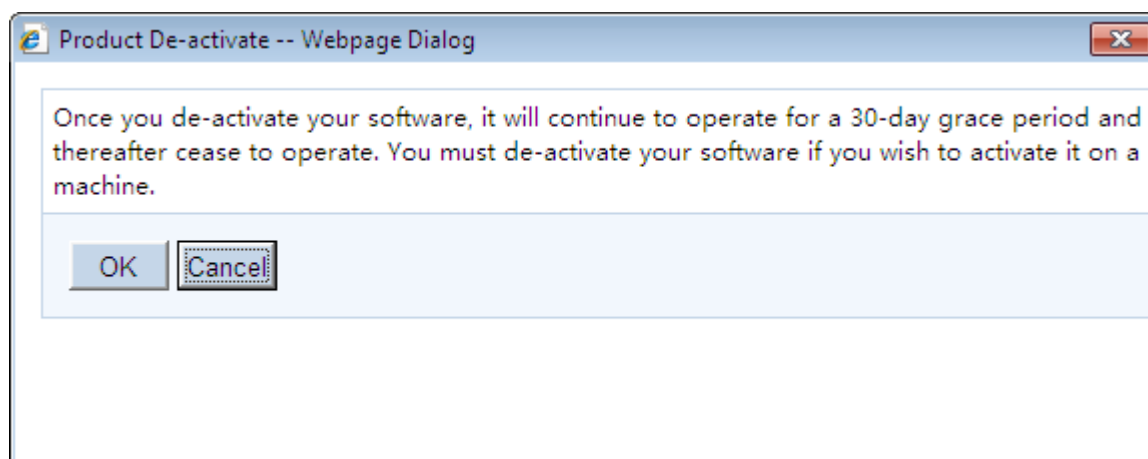 Product De-activate -- Webpage Dialog
Once you de-activate your software, it will continue to operate for a 30-day grace period and
thereafter cease to operate. You must de-activate your software if you wish to activate it on a
machine.
OK
Cancel